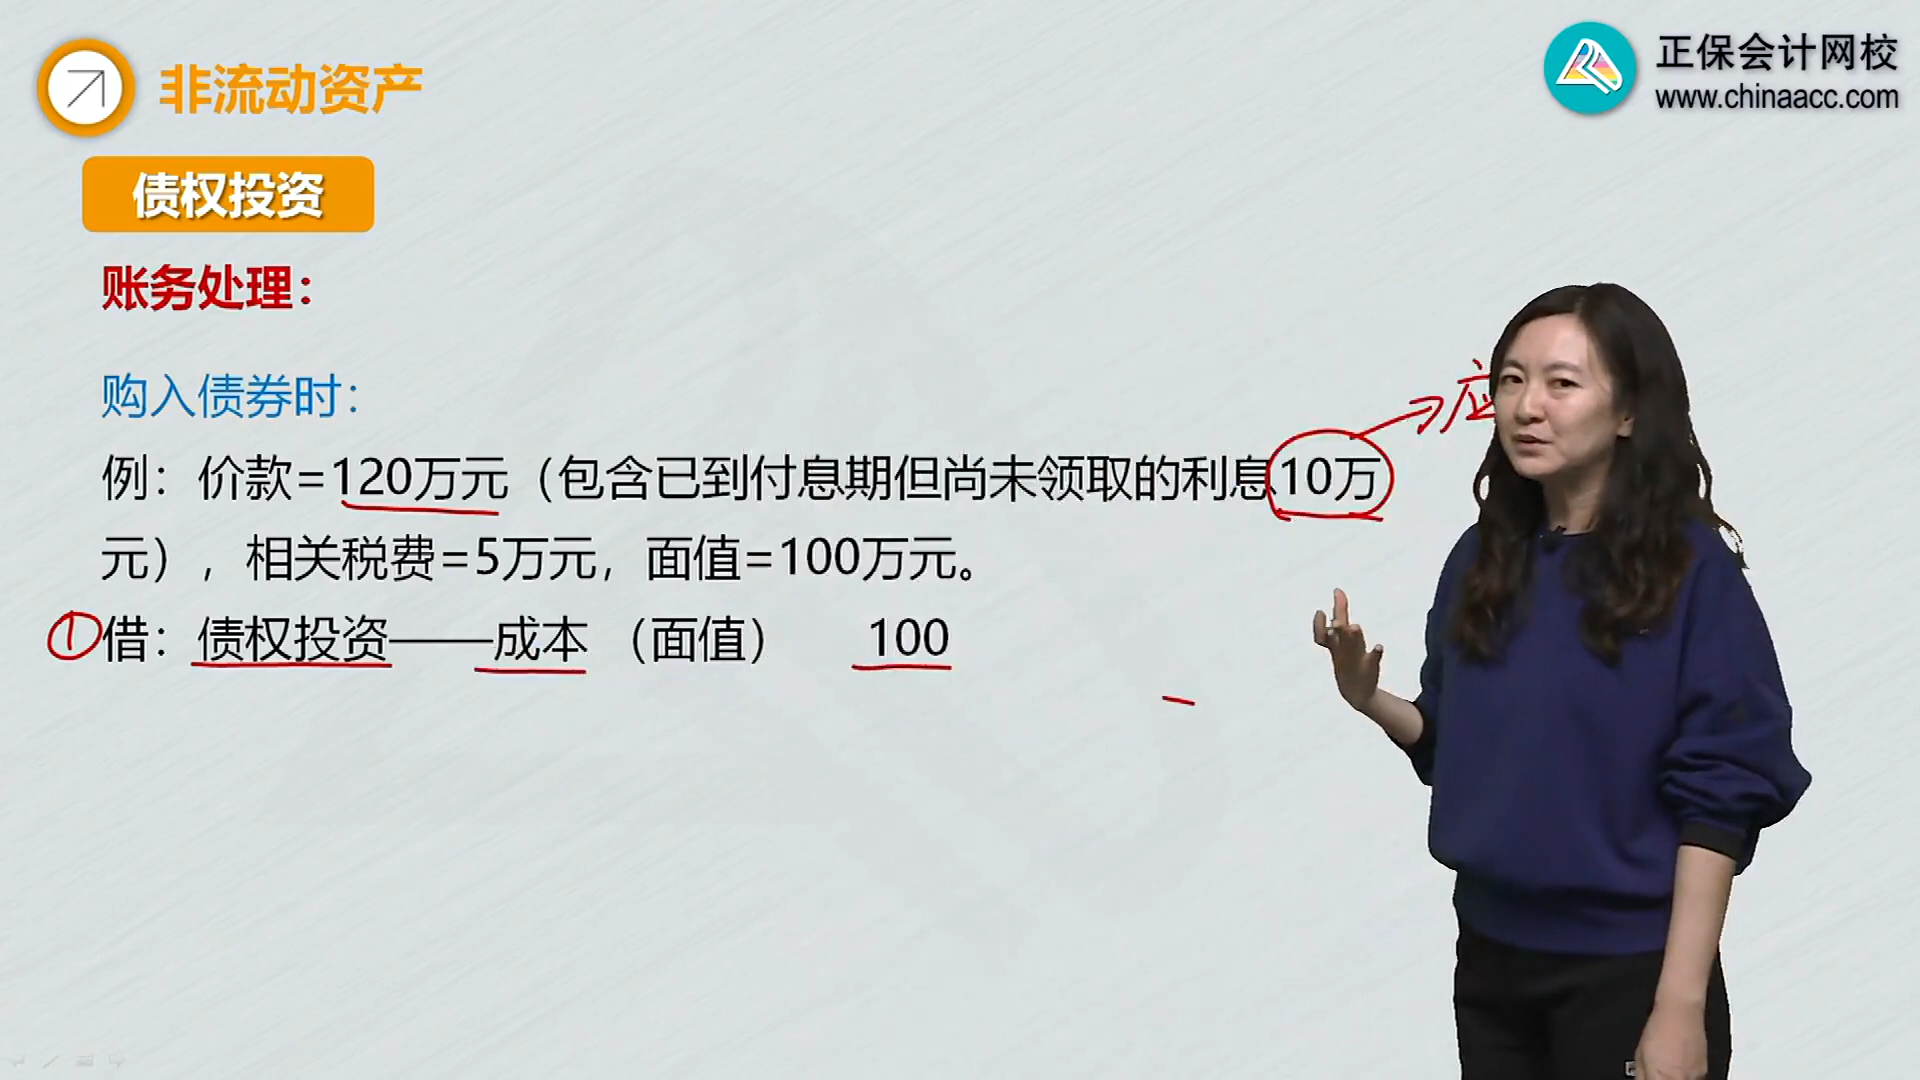 非流动资产
正保会计网校
www.chinaacc.com
债权投资
账务处理：
购入债券时：
应
例：价款=120万元（包含已到付息期但尚未领取的利息10万
元），相关税费=5万元，面值=100万元。
①借：债权投资——成本（面值） 100